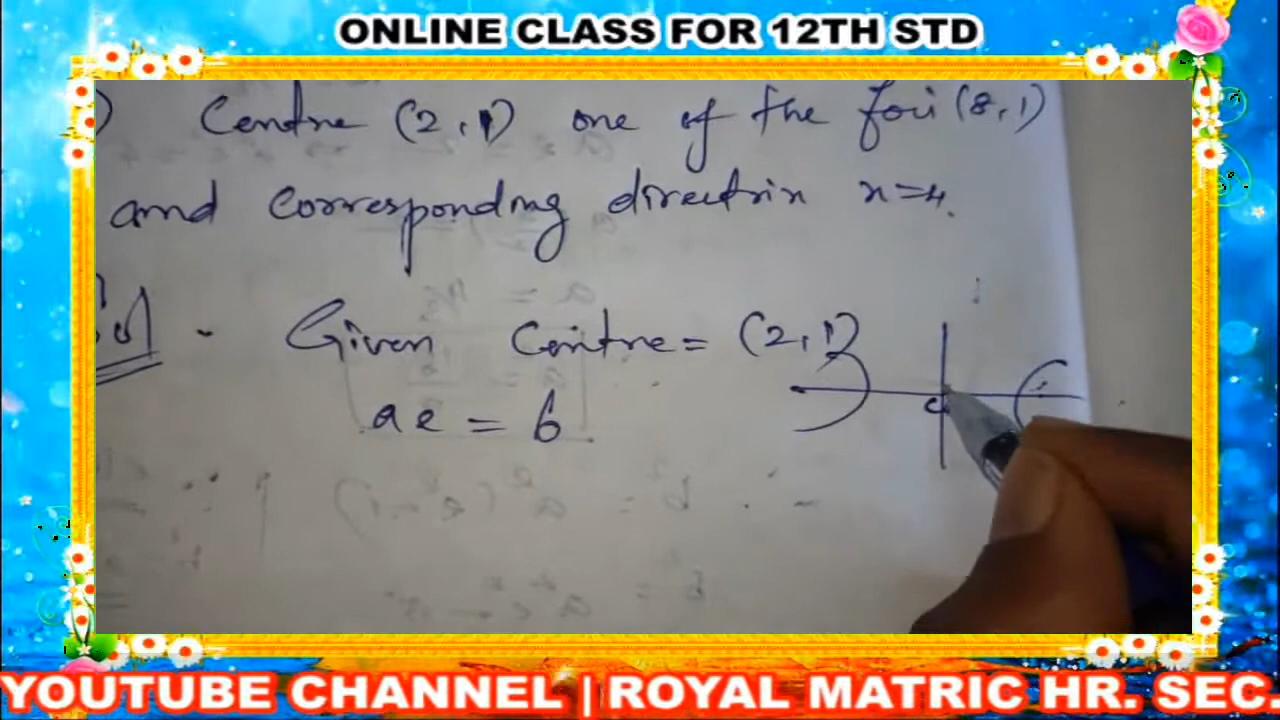 ONLINE CLASS FOR 12TH STD
) Centre (2,1) one of the foci (8,1)
and corresponding directrix x=4.
Sol - Given Centre = (2,1)
ae = 6
c
YOUTUBE CHANNEL | ROYAL MATRIC HR. SEC.